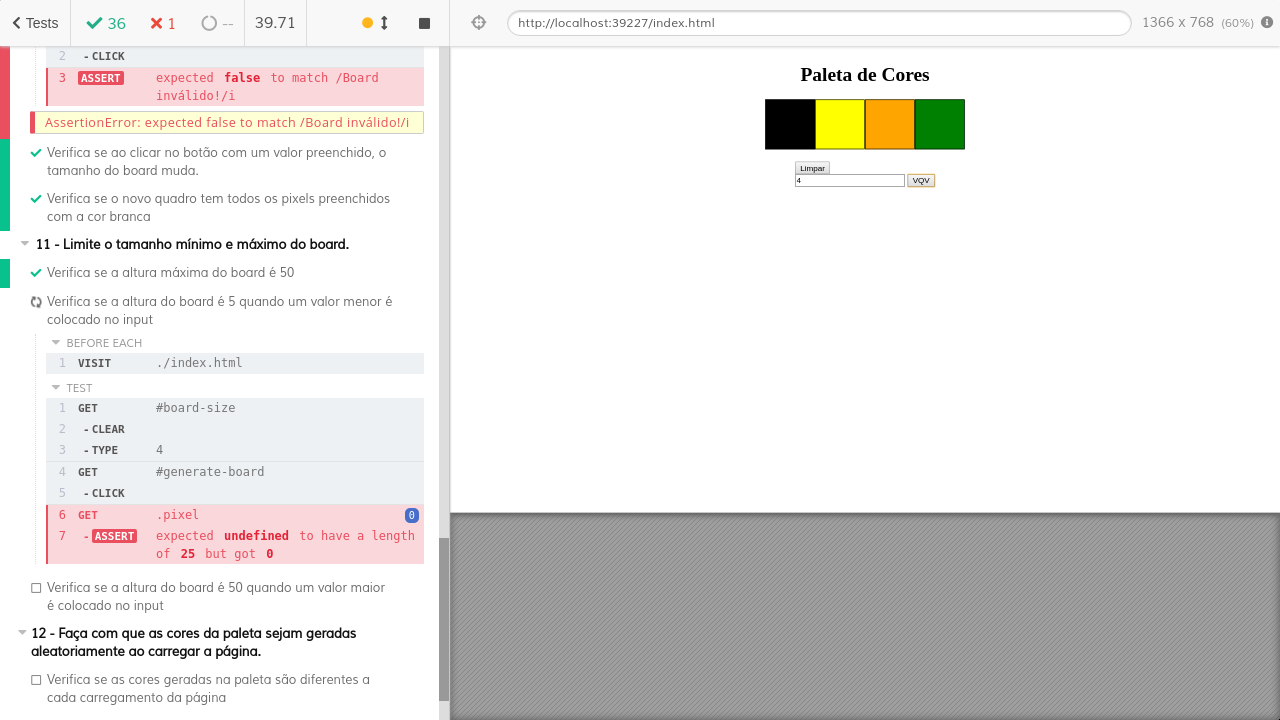 Tests
36
1
--
39.71
http://localhost:39227/index.html
1366 x 768 (60%)
2 - CLICK
3 ASSERT expected false to match /Board
inválido!/i
AssertionError: expected false to match /Board inválido!/i
Verifica se ao clicar no botão com um valor preenchido, o
tamanho do board muda.
Verifica se o novo quadro tem todos os pixels preenchidos
com a cor branca
11 - Limite o tamanho mínimo e máximo do board.
Verifica se a altura máxima do board é 50
Verifica se a altura do board é 5 quando um valor menor é
colocado no input
BEFORE EACH
1 VISIT ./index.html
TEST
1 GET #board-size
2 - CLEAR
3 - TYPE 4
4 GET #generate-board
5 - CLICK
6 GET .pixel 0
7 - ASSERT expected undefined to have a length
of 25 but got 0
Verifica se a altura do board é 50 quando um valor maior
é colocado no input
12 - Faça com que as cores da paleta sejam geradas
aleatoriamente ao carregar a página.
Verifica se as cores geradas na paleta são diferentes a
cada carregamento da página
Paleta de Cores
Limpar
4 VQV